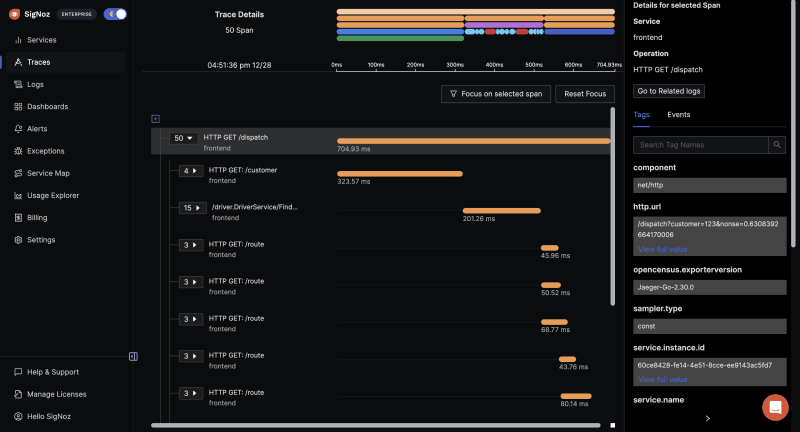 SigNoz
ENTERPRISE
Services
Traces
Logs
Dashboards
Alerts
Exceptions
Service Map
Usage Explorer
Billing
Settings
Help & Support
Manage Licenses
Hello SigNoz
Trace Details
50 Span
04:51:36 pm 12/28
0ms 100ms 200ms 300ms 400ms 500ms 600ms 704.93ms
Focus on selected span
Reset Focus
50 HTTP GET /dispatch
frontend
704.93 ms
4 HTTP GET: /customer
frontend
323.57 ms
15 /driver.DriverService/Find...
frontend
201.26 ms
3 HTTP GET: /route
frontend
45.96 ms
3 HTTP GET: /route
frontend
50.52 ms
3 HTTP GET: /route
frontend
68.77 ms
3 HTTP GET: /route
frontend
43.76 ms
3 HTTP GET: /route
frontend
80.14 ms
Details for selected Span
Service
frontend
Operation
HTTP GET /dispatch
Go to Related logs
Tags Events
Search Tag Names
component
net/http
http.url
/dispatch?customer=123&nonse=0.6308392
664170006
View full value
opencensus.exporterversion
Jaeger-Go-2.30.0
sampler.type
const
service.instance.id
60ce8428-fe14-4e51-8cce-ee9143ac5fd7
View full value
service.name